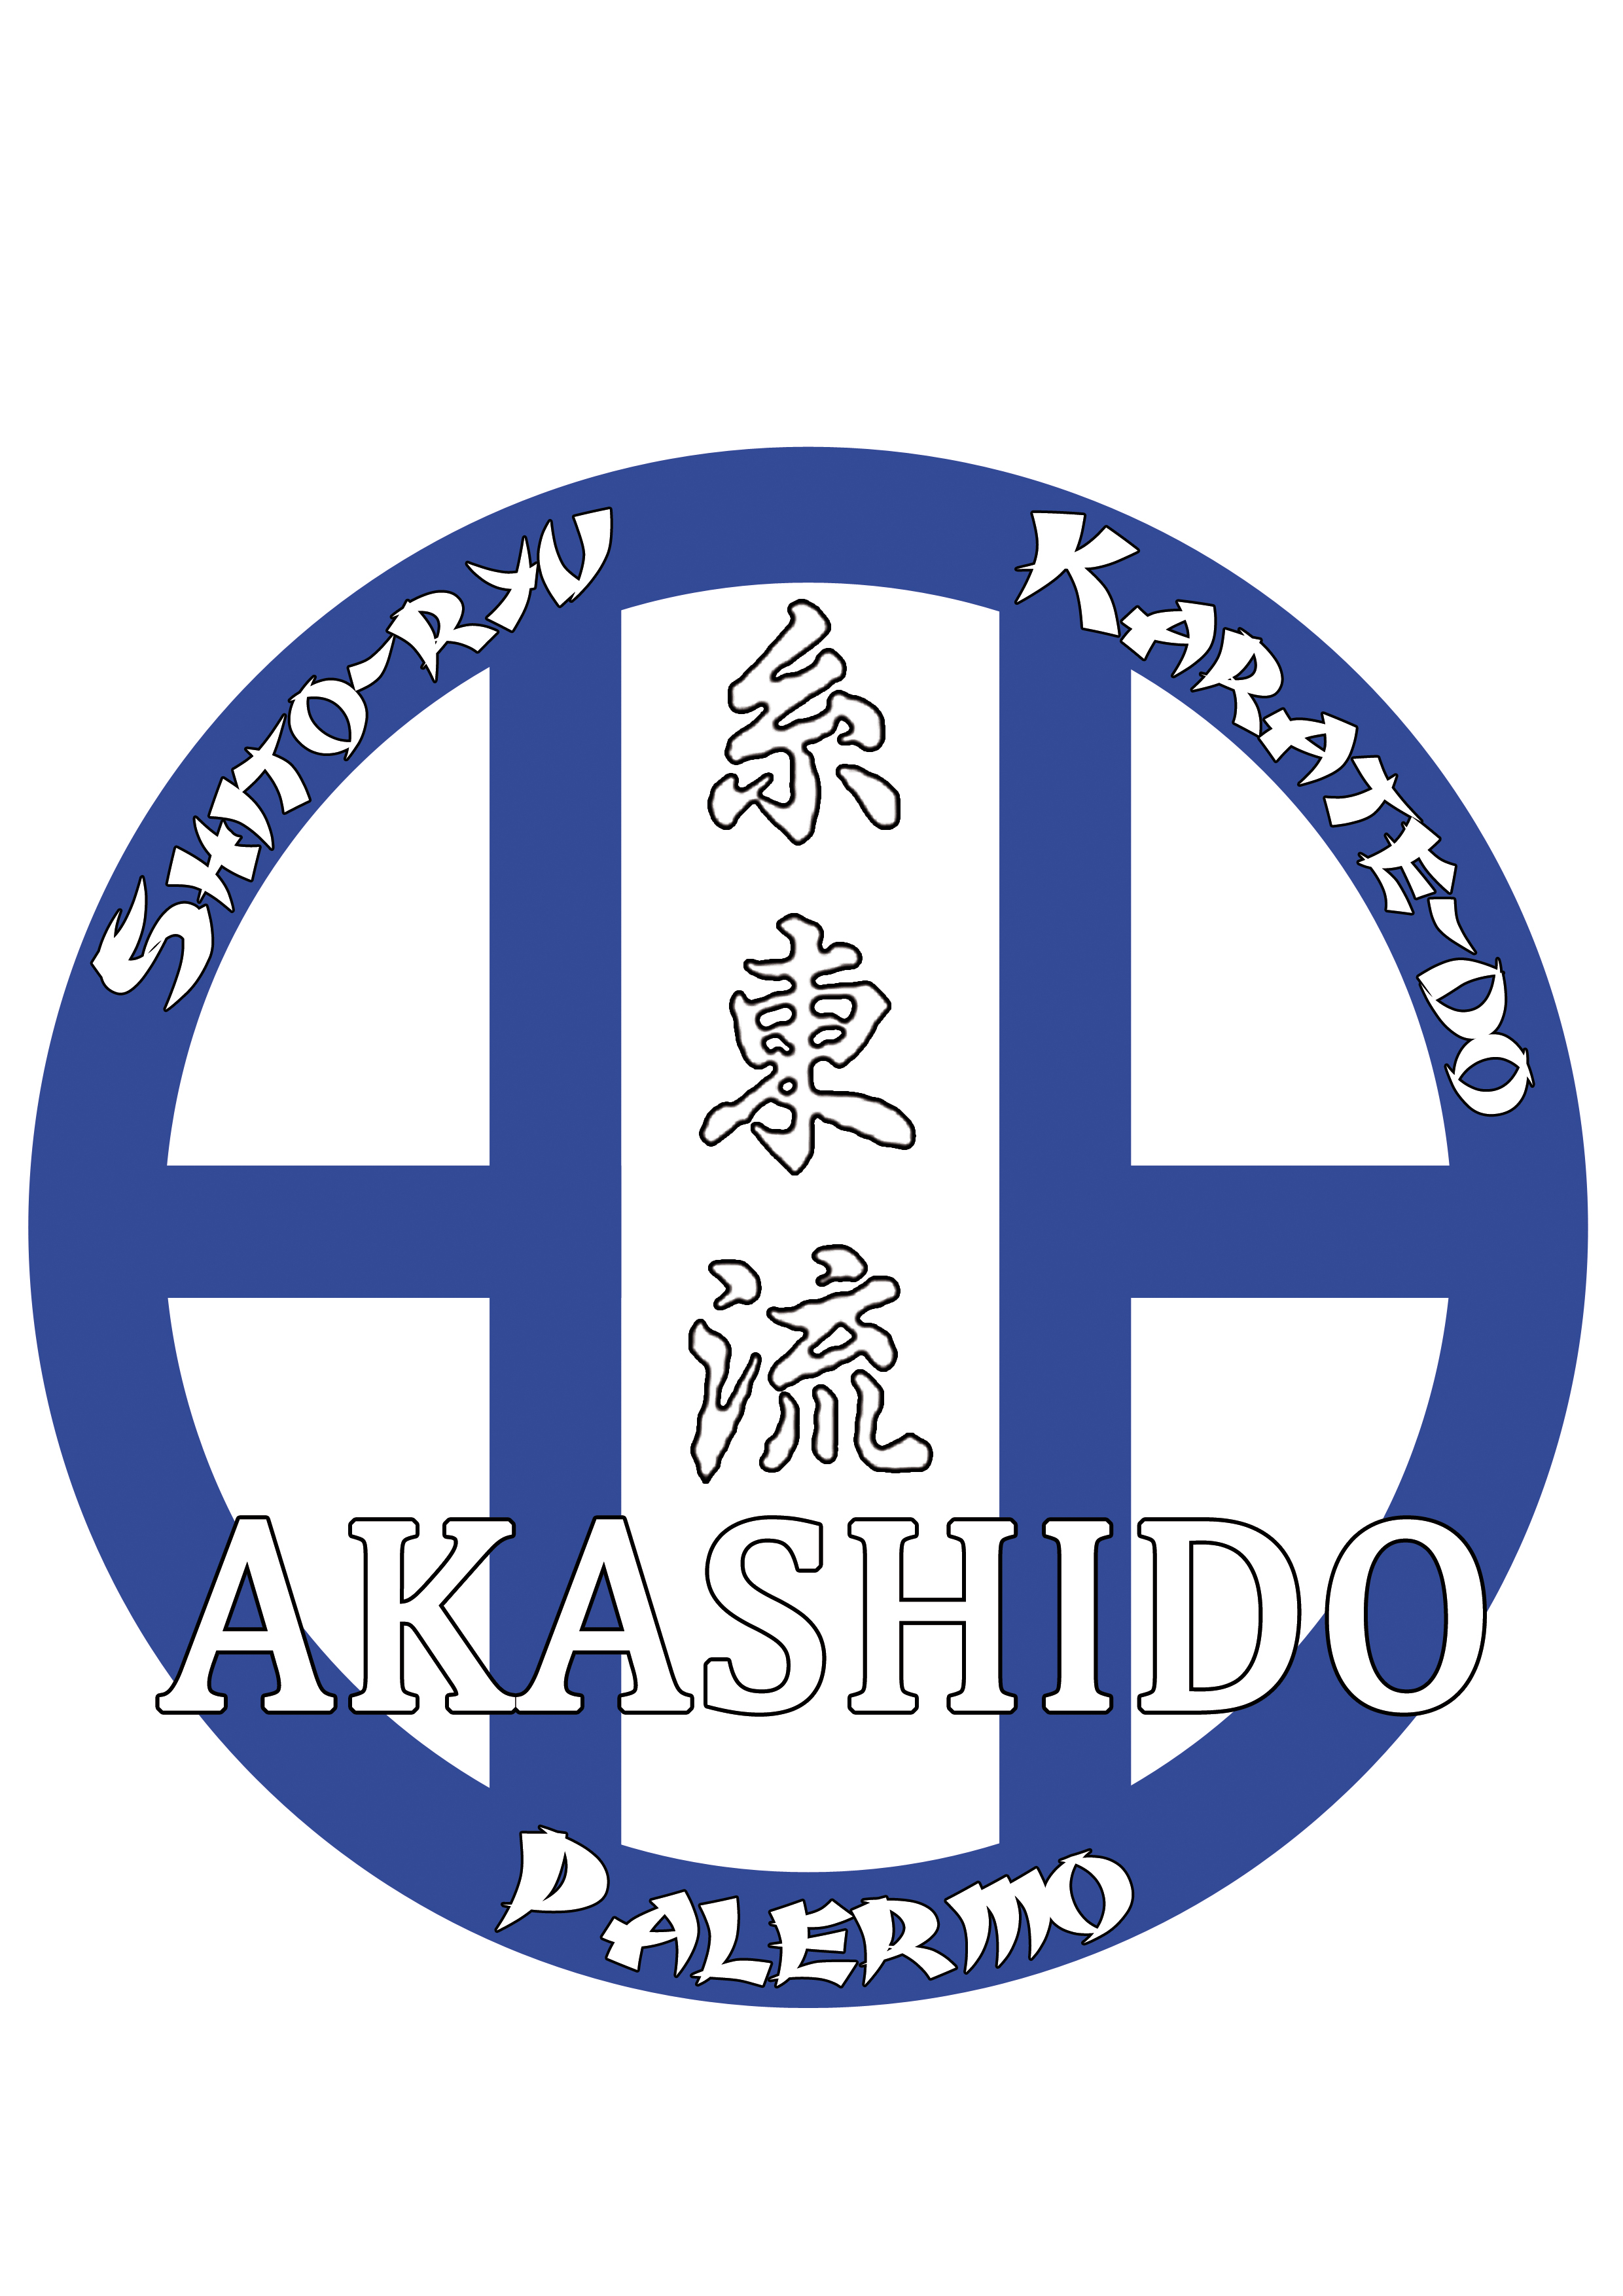 SHITO-RYU
KARATE-DO
糸
東
流
AKASHIDO
PALERMO